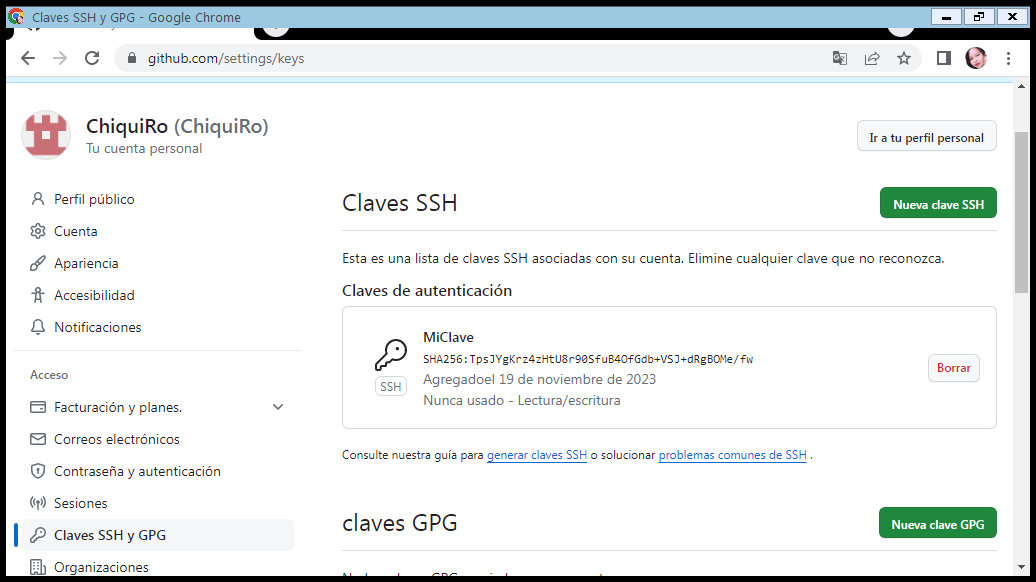 Claves SSH y GPG - Google Chrome
github.com/settings/keys
ChiquiRo (ChiquiRo)
Tu cuenta personal
Ir a tu perfil personal
Perfil público
Cuenta
Apariencia
Accesibilidad
Notificaciones
Acceso
Facturación y planes.
Correos electrónicos
Contraseña y autenticación
Sesiones
Claves SSH y GPG
Organizaciones
Claves SSH
Nueva clave SSH
Esta es una lista de claves SSH asociadas con su cuenta. Elimine cualquier clave que no reconozca.
Claves de autenticación
MiClave
SHA256:TpsJYgKrz4zHtU8r90SfuB4OfGdb+VSJ+dRgBOMe/fw
SSH
Agregadoel 19 de noviembre de 2023
Nunca usado - Lectura/escritura
Borrar
Consulte nuestra guía para generar claves SSH o solucionar problemas comunes de SSH .
claves GPG
Nueva clave GPG